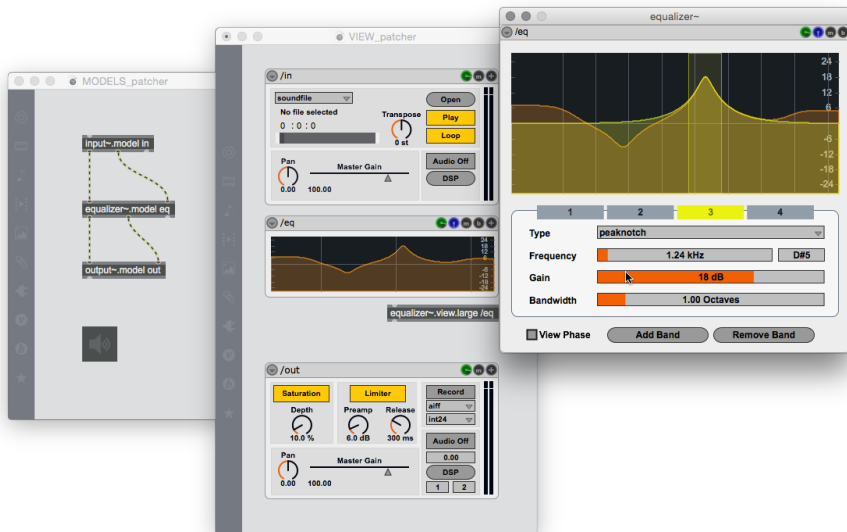 MODELS_patcher
input~.model in
equalizer~.model eq
output~.model out
VIEW_patcher
/in
m
soundfile
Open
No file selected
Transpose
Play
0 : 0 : 0
0 st
Loop
Pan
Master Gain
Audio Off
DSP
0.00 100.00
/eq
f m b
24
18
12
6
-6
-12
-18
-24
equalizer~.view.large /eq
/out
m
Saturation
Limiter
Record
Depth
Preamp
Release
aiff
int24
10.0 %
6.0 dB
300 ms
Audio Off
Pan
Master Gain
0.00
DSP
0.00 100.00
1 2
equalizer~
/eq
f m b
24
18
12
6
-6
-12
-18
-24
1 2 3 4
Type peaknotch
Frequency 1.24 kHz D#5
Gain 18 dB
Bandwidth 1.00 Octaves
View Phase Add Band Remove Band